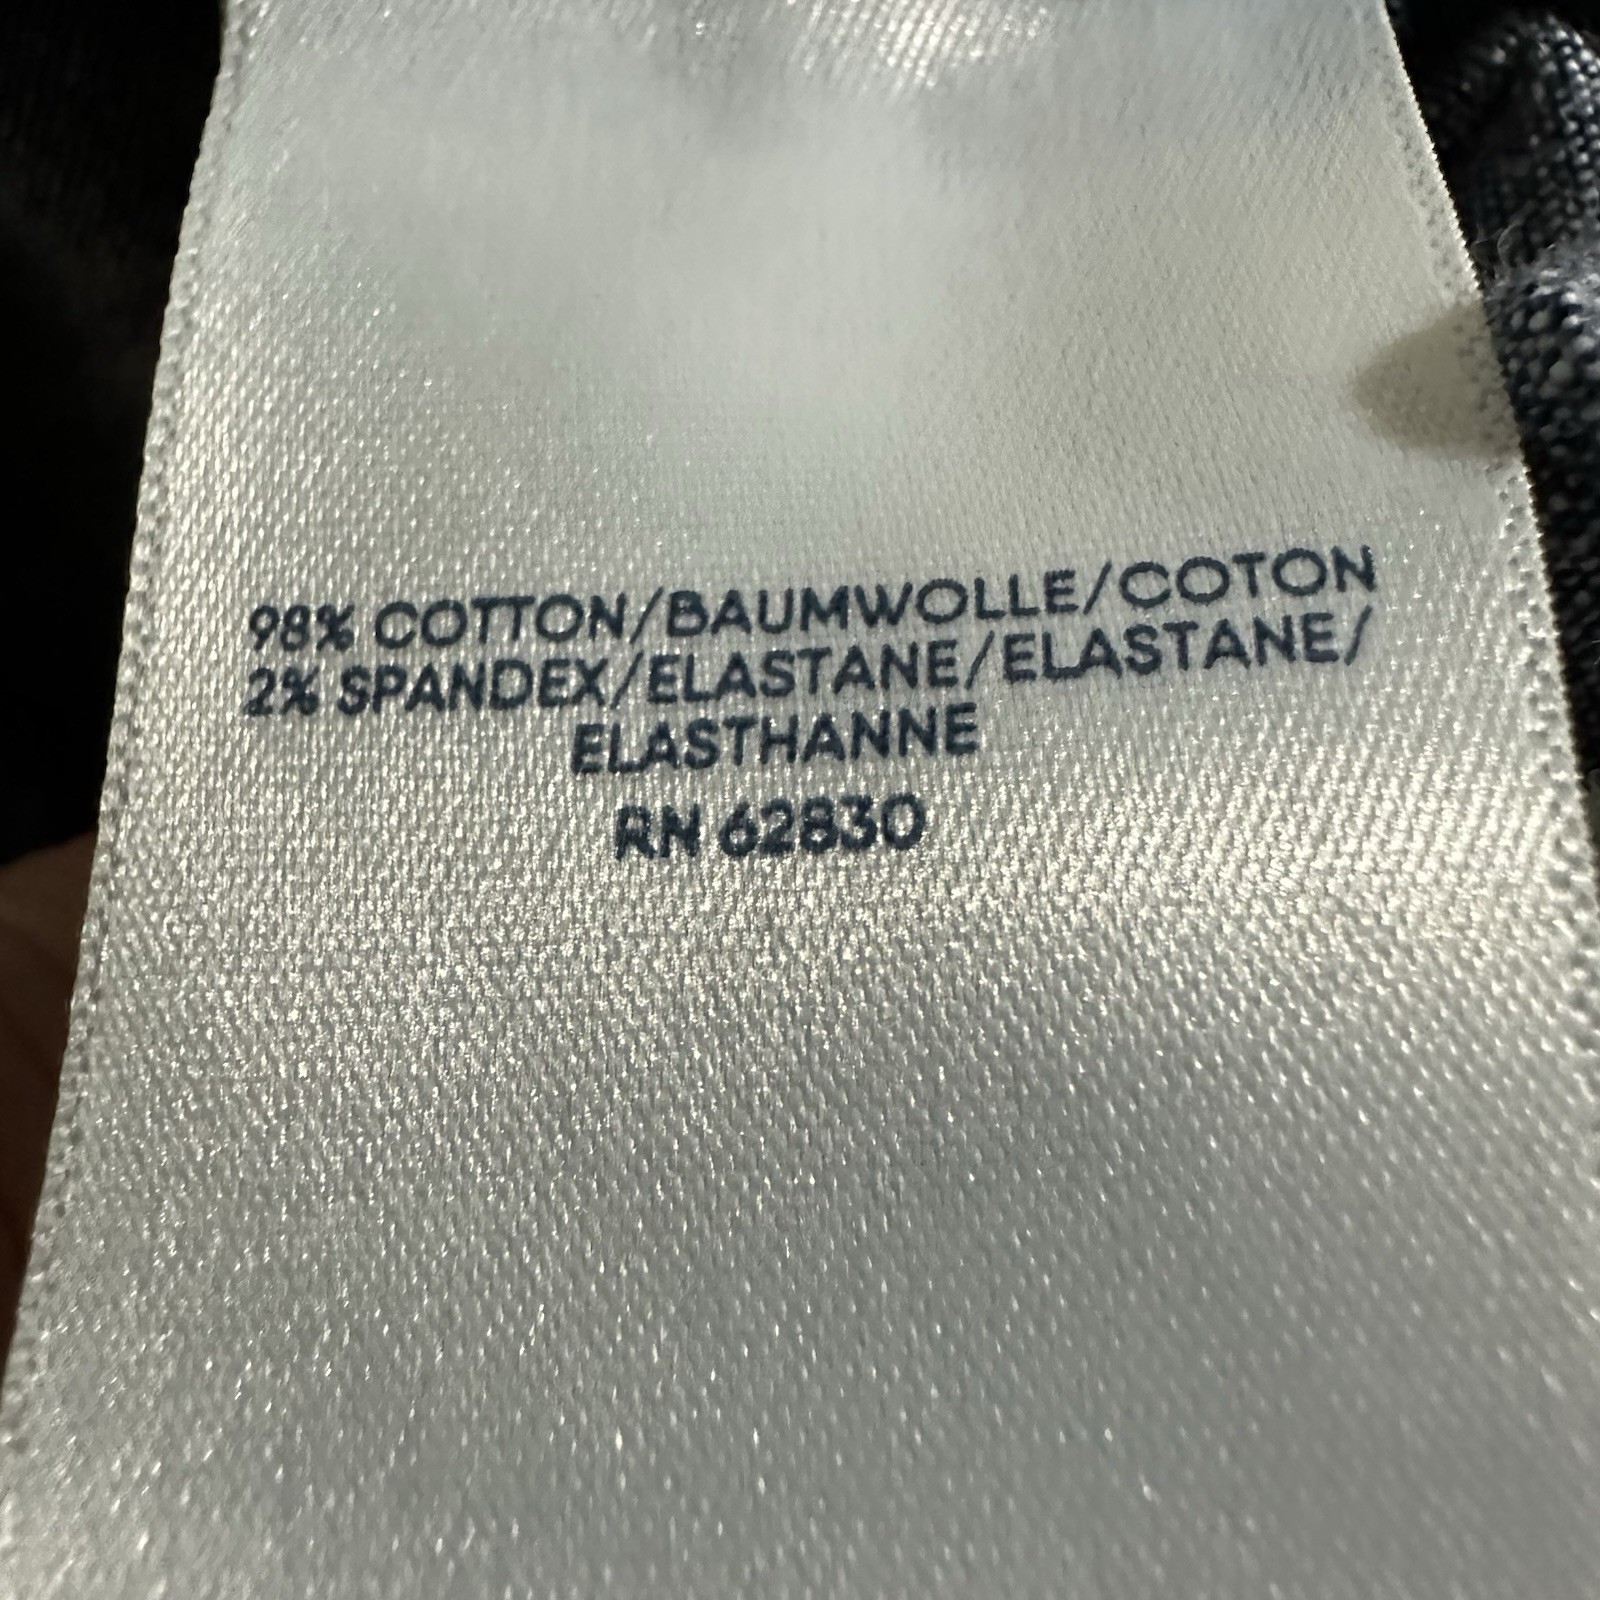 98% COTTON/BAUMWOLLE/COTON
2% SPANDEX/ELASTANE/ELASTANE/
ELASTHANNE
RN 62830